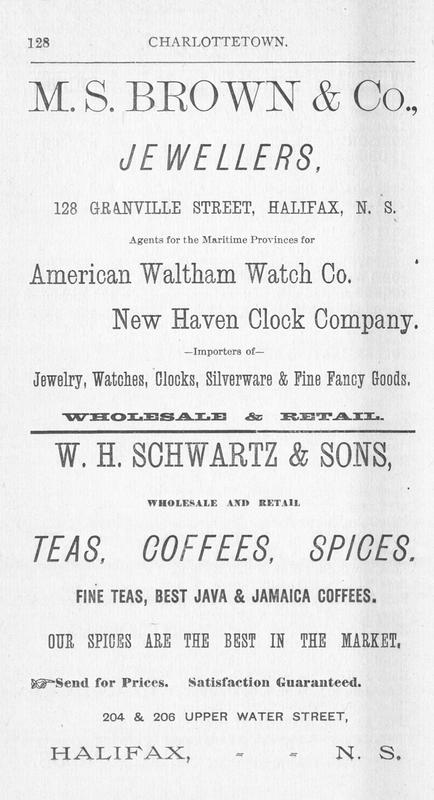 128 CHARLOTTETOWN.
M. S. BROWN & Co.,
JEWELLERS,
128 GRANVILLE STREET, HALIFAX, N. S.
Agents for the Maritime Provinces for
American Waltham Watch Co.
New Haven Clock Company.
—Importers of—
Jewelry, Watches, Clocks, Silverware & Fine Fancy Goods.
WHOLESALE & RETAIL.
W. H. SCHWARTZ & SONS,
WHOLESALE AND RETAIL
TEAS, COFFEES, SPICES.
FINE TEAS, BEST JAVA & JAMAICA COFFEES.
OUR SPICES ARE THE BEST IN THE MARKET.
☞Send for Prices. Satisfaction Guaranteed.
204 & 206 UPPER WATER STREET,
HALIFAX, - - N. S.